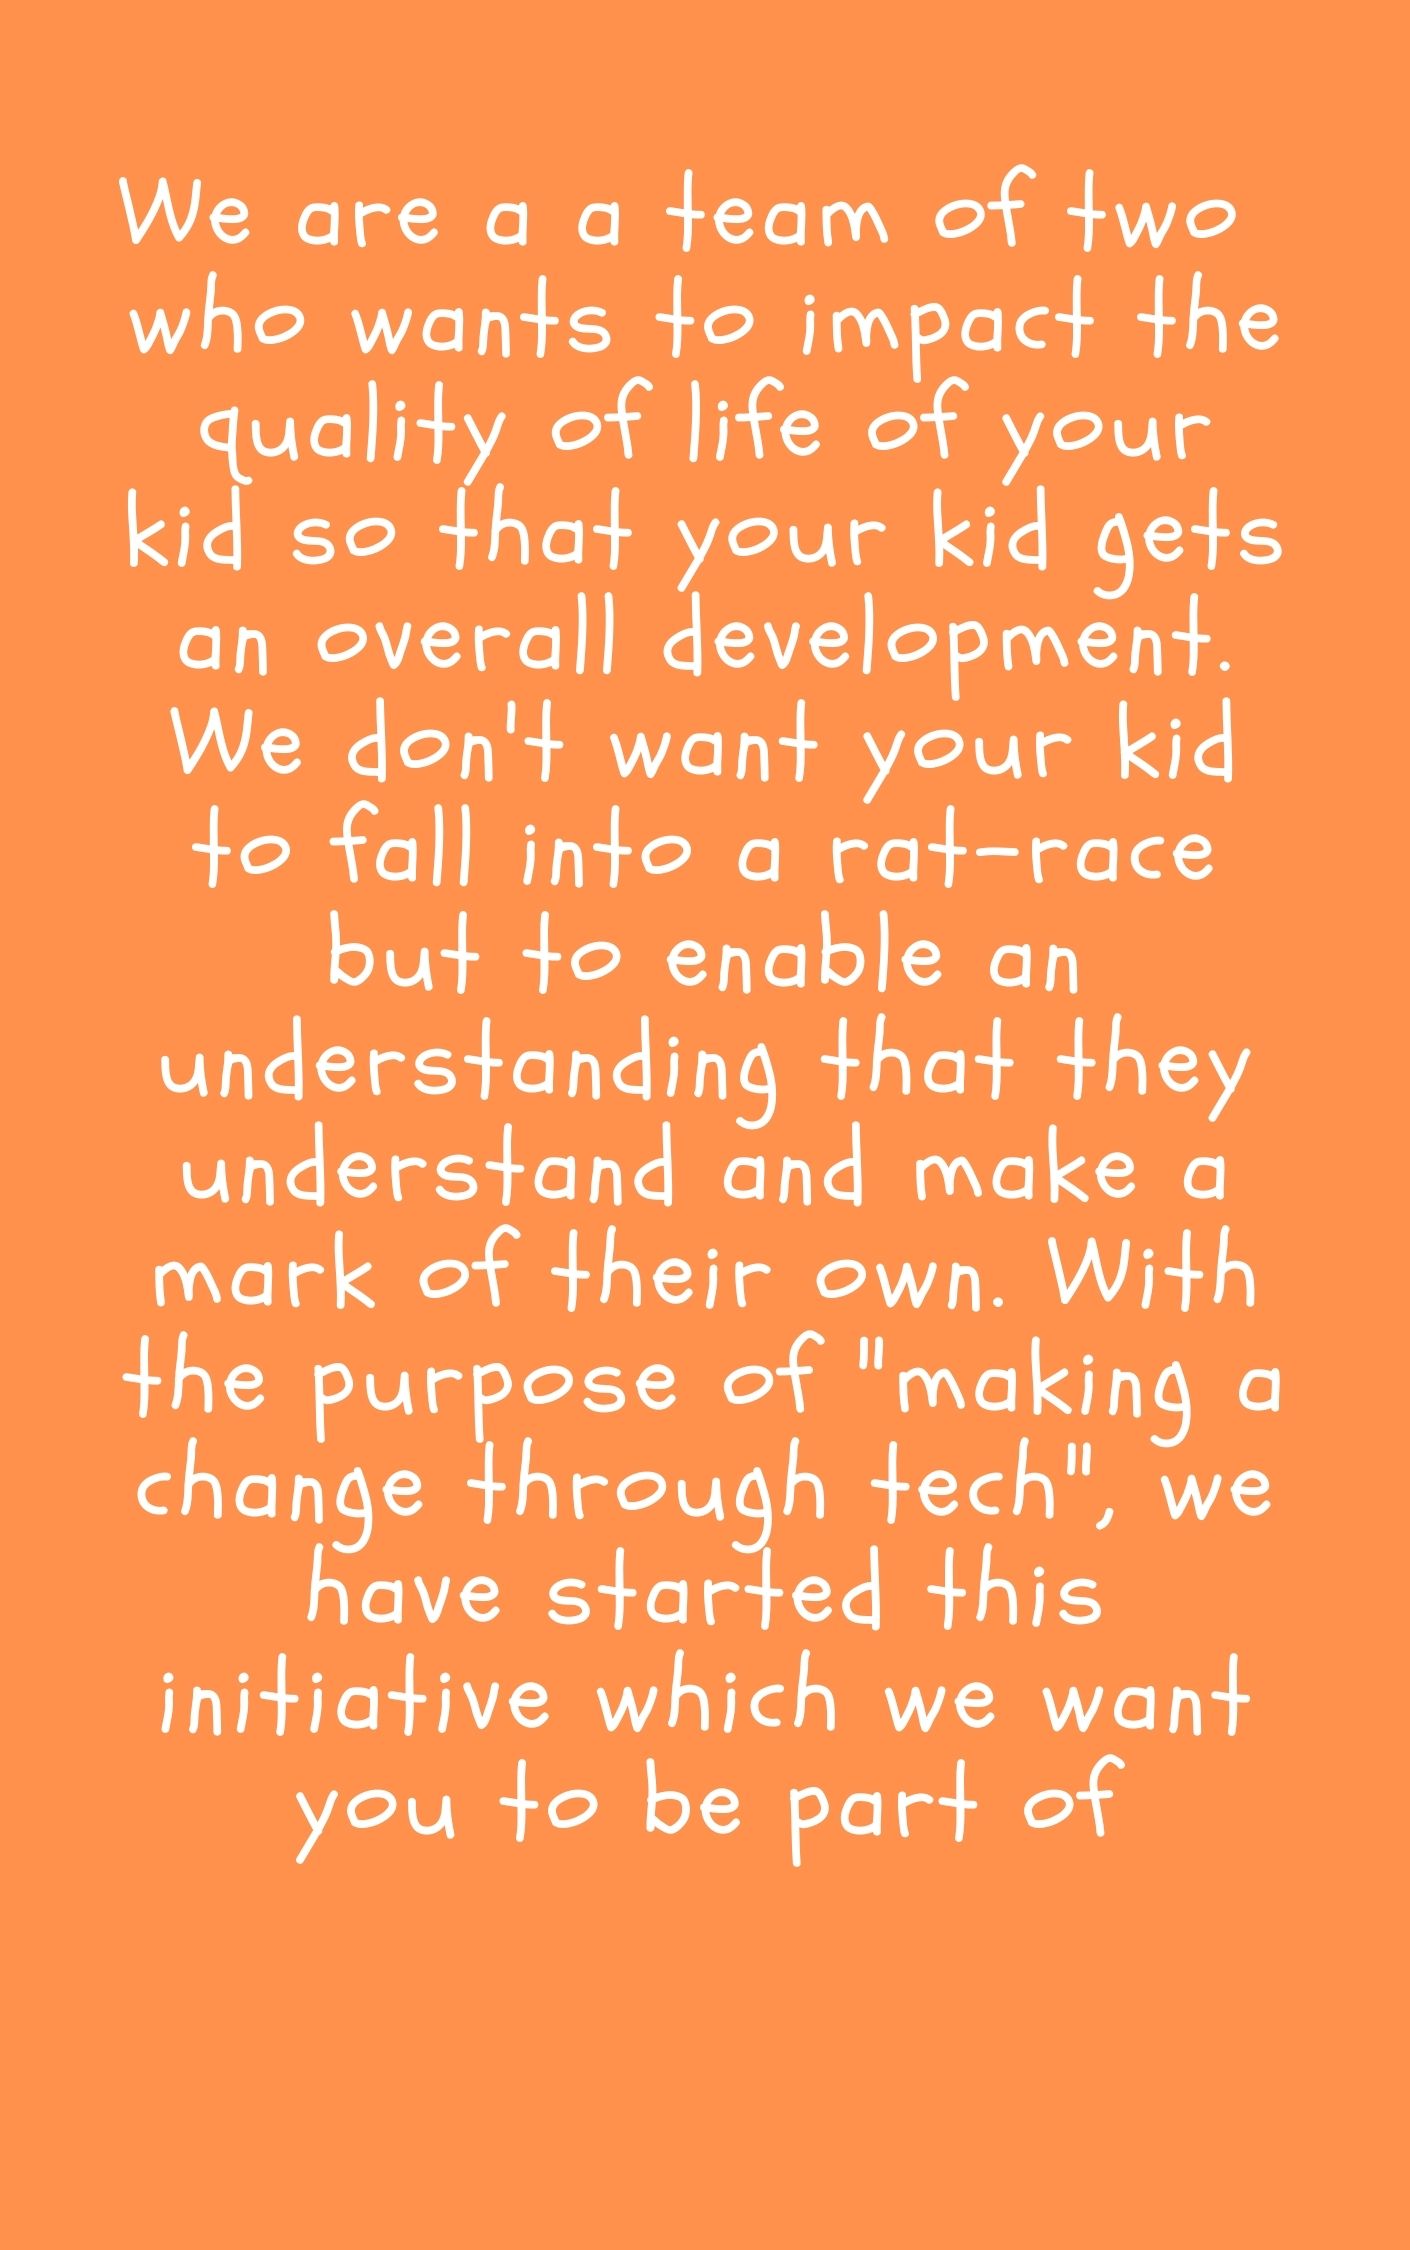 We are a a team of two
who wants to impact the
quality of life of your
kid so that your kid gets
an overall development.
We don't want your kid
to fall into a rat-race
but to enable an
understanding that they
understand and make a
mark of their own. With
the purpose of "making a
change through tech", we
have started this
initiative which we want
you to be part of